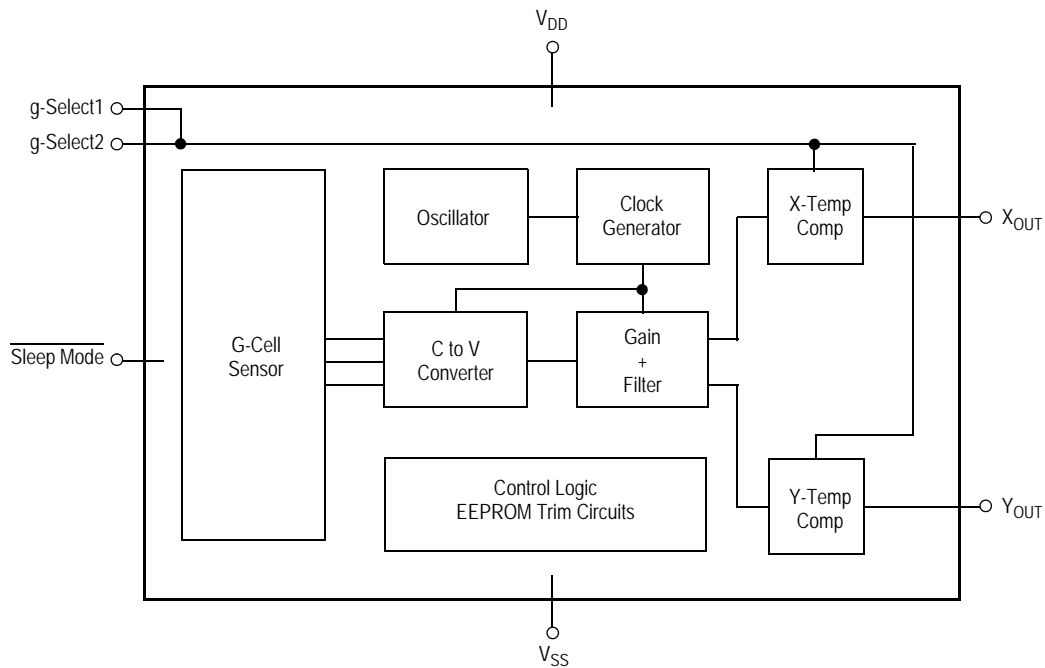 VDD
g-Select1
g-Select2
Oscillator
Clock
Generator
X-Temp
Comp
XOUT
Sleep Mode
G-Cell
Sensor
C to V
Converter
Gain
+
Filter
Control Logic
EEPROM Trim Circuits
Y-Temp
Comp
YOUT
VSS